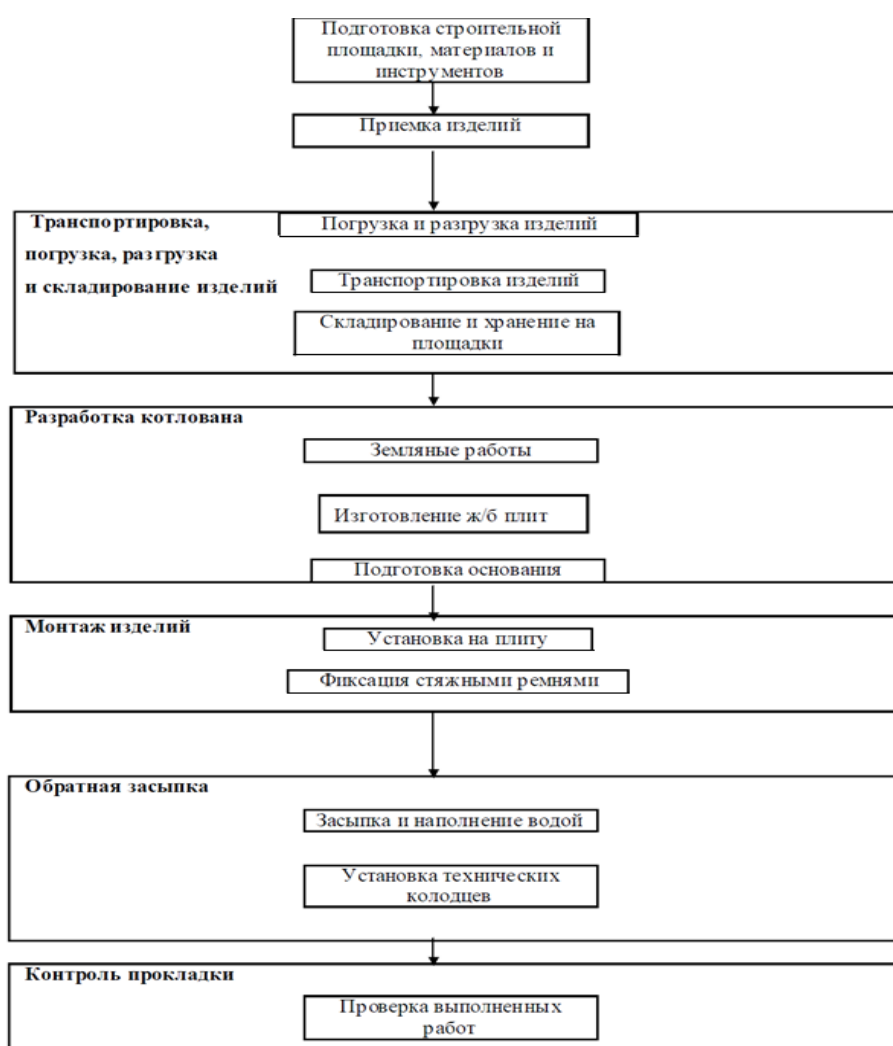 Подготовка строительной
площадки, материалов и
инструментов
Приемка изделий
Транспортировка,
погрузка, разгрузка
и складирование изделий
Погрузка и разгрузка изделий
Транспортировка изделий
Складирование и хранение на
площадки
Разработка котлована
Земляные работы
Изготовление ж/б плит
Подготовка основания
Монтаж изделий
Установка на плиту
Фиксация стяжными ремнями
Обратная засыпка
Засыпка и наполнение водой
Установка технических
колодцев
Контроль прокладки
Проверка выполненных
работ